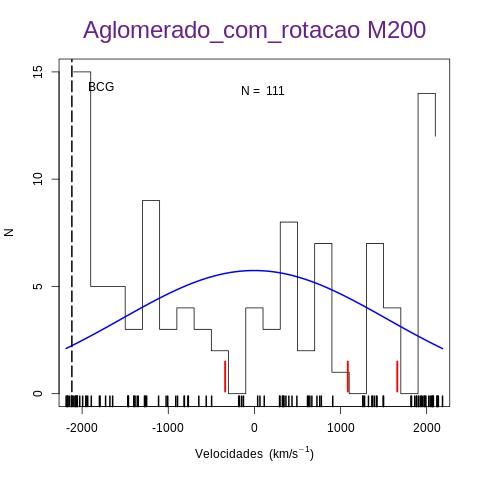 Aglomerado_com_rotacao M200
BCG
N = 111
N
15
10
5
0
-2000 -1000 0 1000 2000
Velocidades (km/s⁻¹)